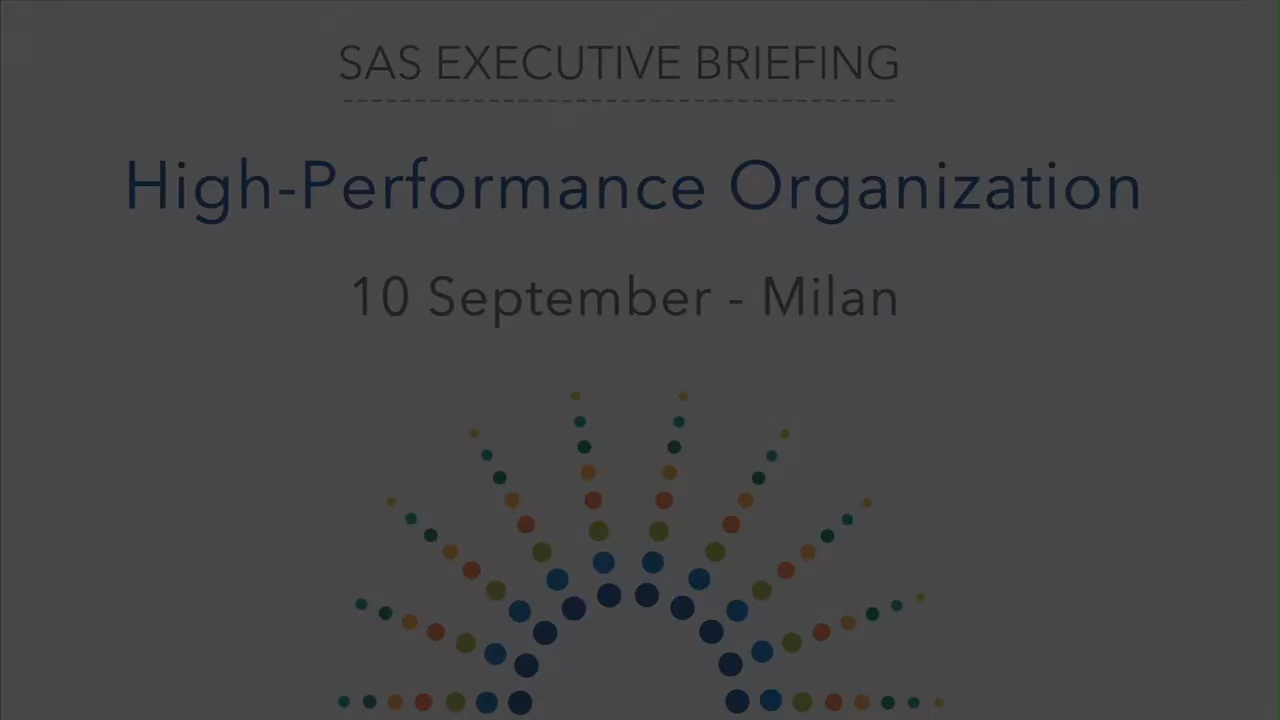 SAS EXECUTIVE BRIEFING
High-Performance Organization
10 September - Milan